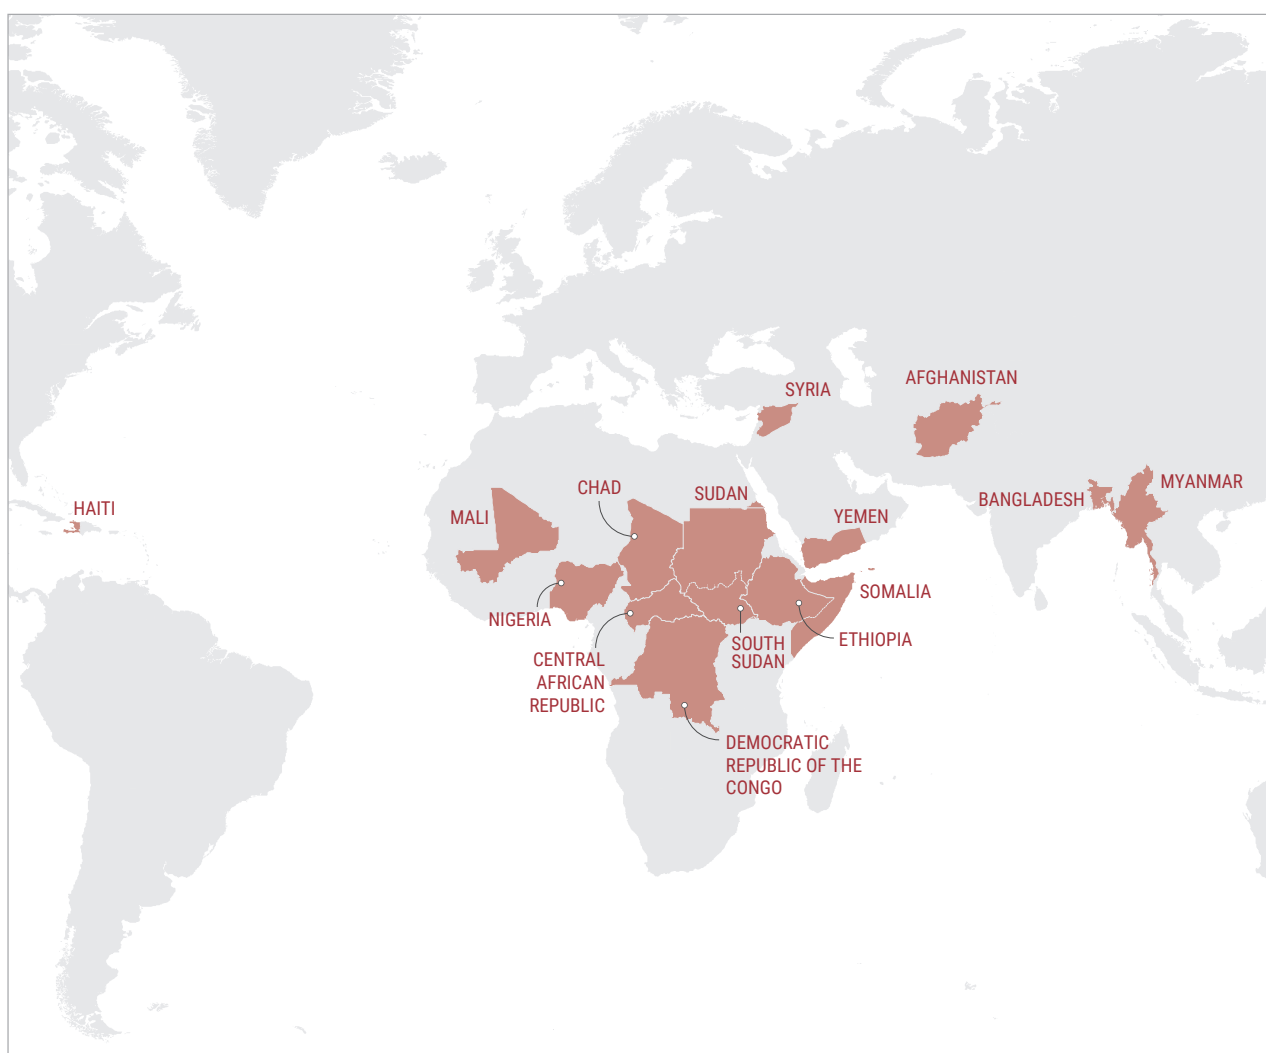 SYRIA
AFGHANISTAN
CHAD
SUDAN
MYANMAR
BANGLADESH
HAITI
MALI
YEMEN
SOMALIA
NIGERIA
ETHIOPIA
SOUTH
SUDAN
CENTRAL
AFRICAN
REPUBLIC
DEMOCRATIC
REPUBLIC OF THE
CONGO